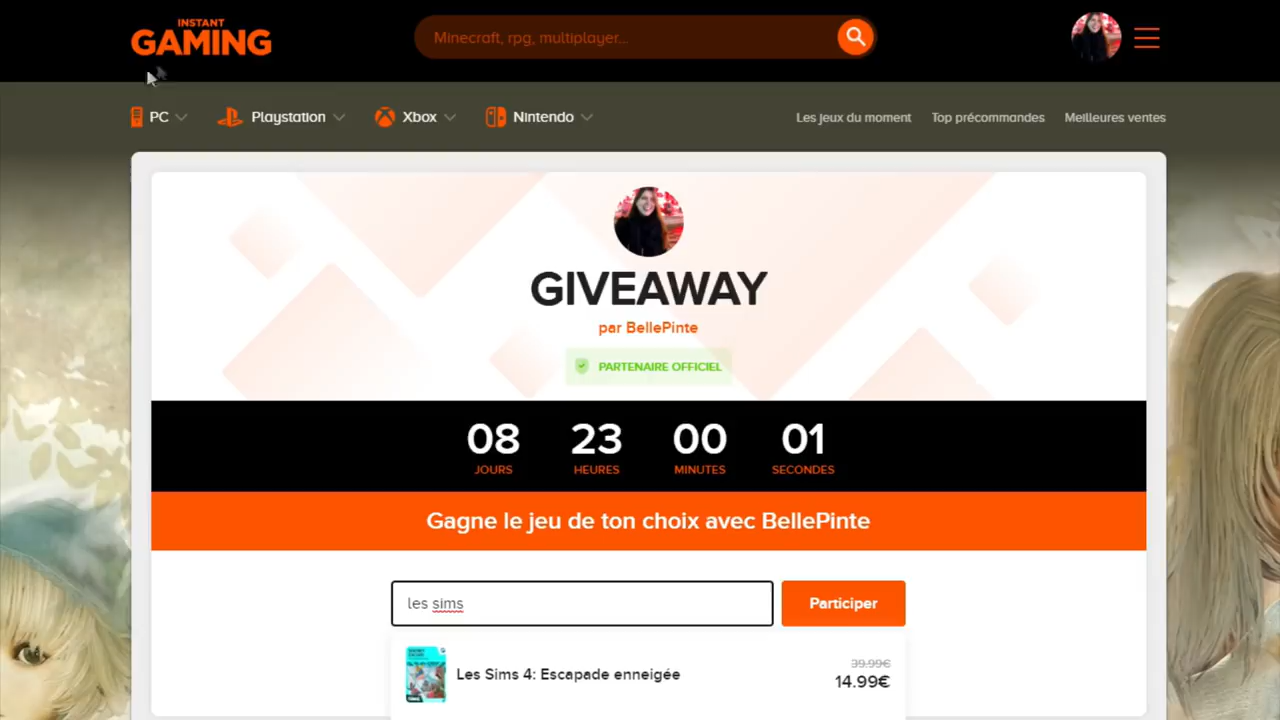 INSTANT
GAMING
Minecraft, rpg, multiplayer...
PC
Playstation
Xbox
Nintendo
Les jeux du moment
Top précommandes
Meilleures ventes
GIVEAWAY
par BellePinte
PARTENAIRE OFFICIEL
08 23 00 01
JOURS HEURES MINUTES SECONDES
Gagne le jeu de ton choix avec BellePinte
les sims
Participer
Les Sims 4: Escapade enneigée
39.99€
14.99€